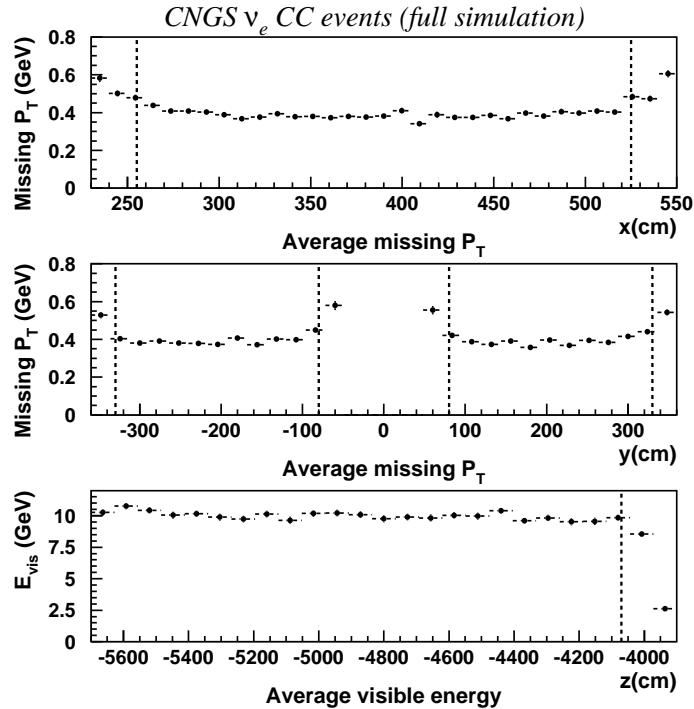 CNGS νe CC events (full simulation)
Missing PT (GeV)
0.8
0.6
0.4
0.2
0
250 300 350 400 450 500 550
x(cm)
Average missing PT
Missing PT (GeV)
0.8
0.6
0.4
0.2
0
-300 -200 -100 0 100 200 300
y(cm)
Average missing PT
Evis (GeV)
10
7.5
5
2.5
0
-5600 -5400 -5200 -5000 -4800 -4600 -4400 -4200 -4000
z(cm)
Average visible energy